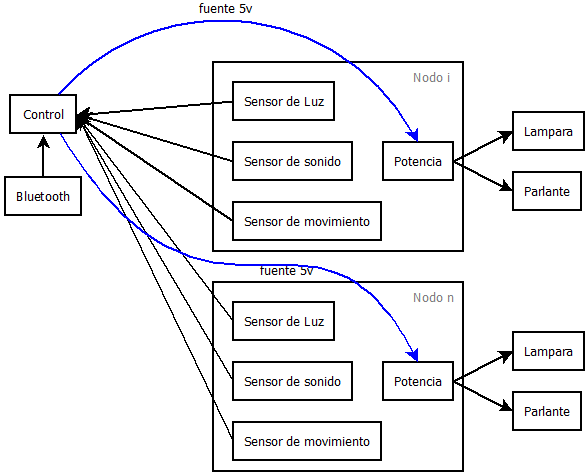 fuente 5v
Nodo i
Sensor de Luz
Control
Lampara
Sensor de sonido
Potencia
Bluetooth
Parlante
Sensor de movimiento
fuente 5v
Nodo n
Sensor de Luz
Lampara
Sensor de sonido
Potencia
Parlante
Sensor de movimiento